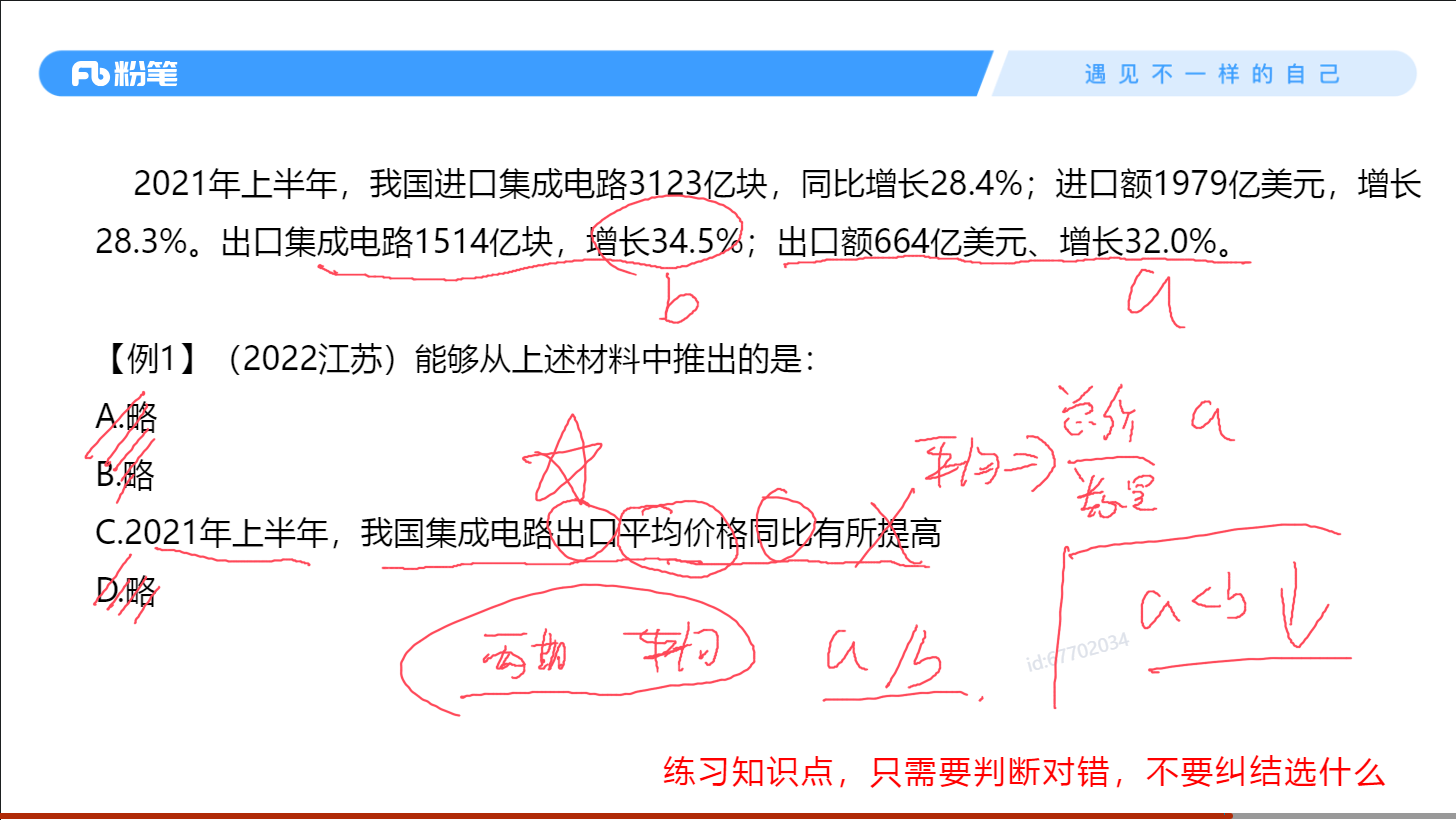 粉笔
遇见不一样的自己
2021年上半年，我国进口集成电路3123亿块，同比增长28.4%；进口额1979亿美元，增长
28.3%。出口集成电路1514亿块，增长34.5%；出口额664亿美元、增长32.0%。
b
a
【例1】（2022江苏）能够从上述材料中推出的是：
A.略
总价 a
B.略
平均⇒
数量
C.2021年上半年，我国集成电路出口平均价格同比有所提高
D.略
a<b↓
两期 平均 a/b
id:67702034
练习知识点，只需要判断对错，不要纠结选什么